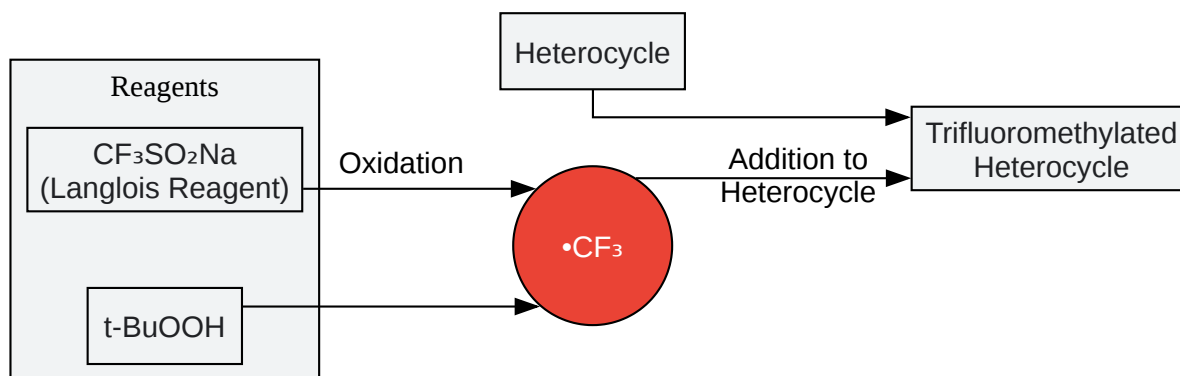 Reagents
CF₃SO₂Na
(Langlois Reagent)
t-BuOOH
Oxidation
•CF₃
Heterocycle
Addition to
Heterocycle
Trifluoromethylated
Heterocycle